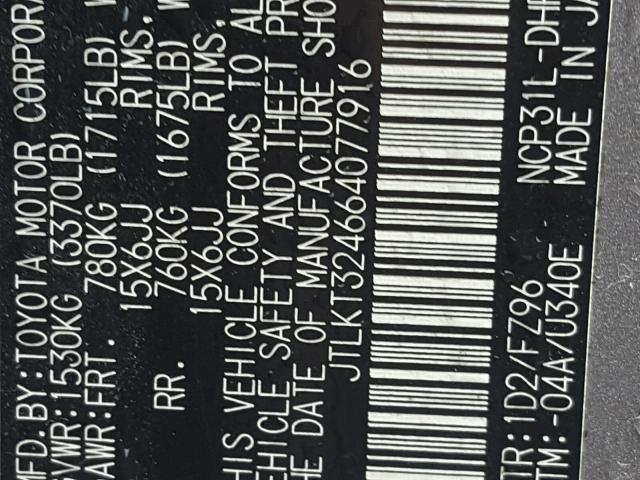 MFD.BY:TOYOTA MOTOR CORPORA
GVWR:1530KG (3370LB)
GAWR:FRT. 780KG (1715LB) W
15X6JJ RIMS,
RR. 760KG (1675LB) W
15X6JJ RIMS,
HIS VEHICLE CONFORMS TO AL
EHICLE SAFETY AND THEFT PR
HE DATE OF MANUFACTURE SHO
JTLKT324664077916
TR:1D2/FZ96 NCP31L-DH
TM:-04A/U340E MADE IN JA